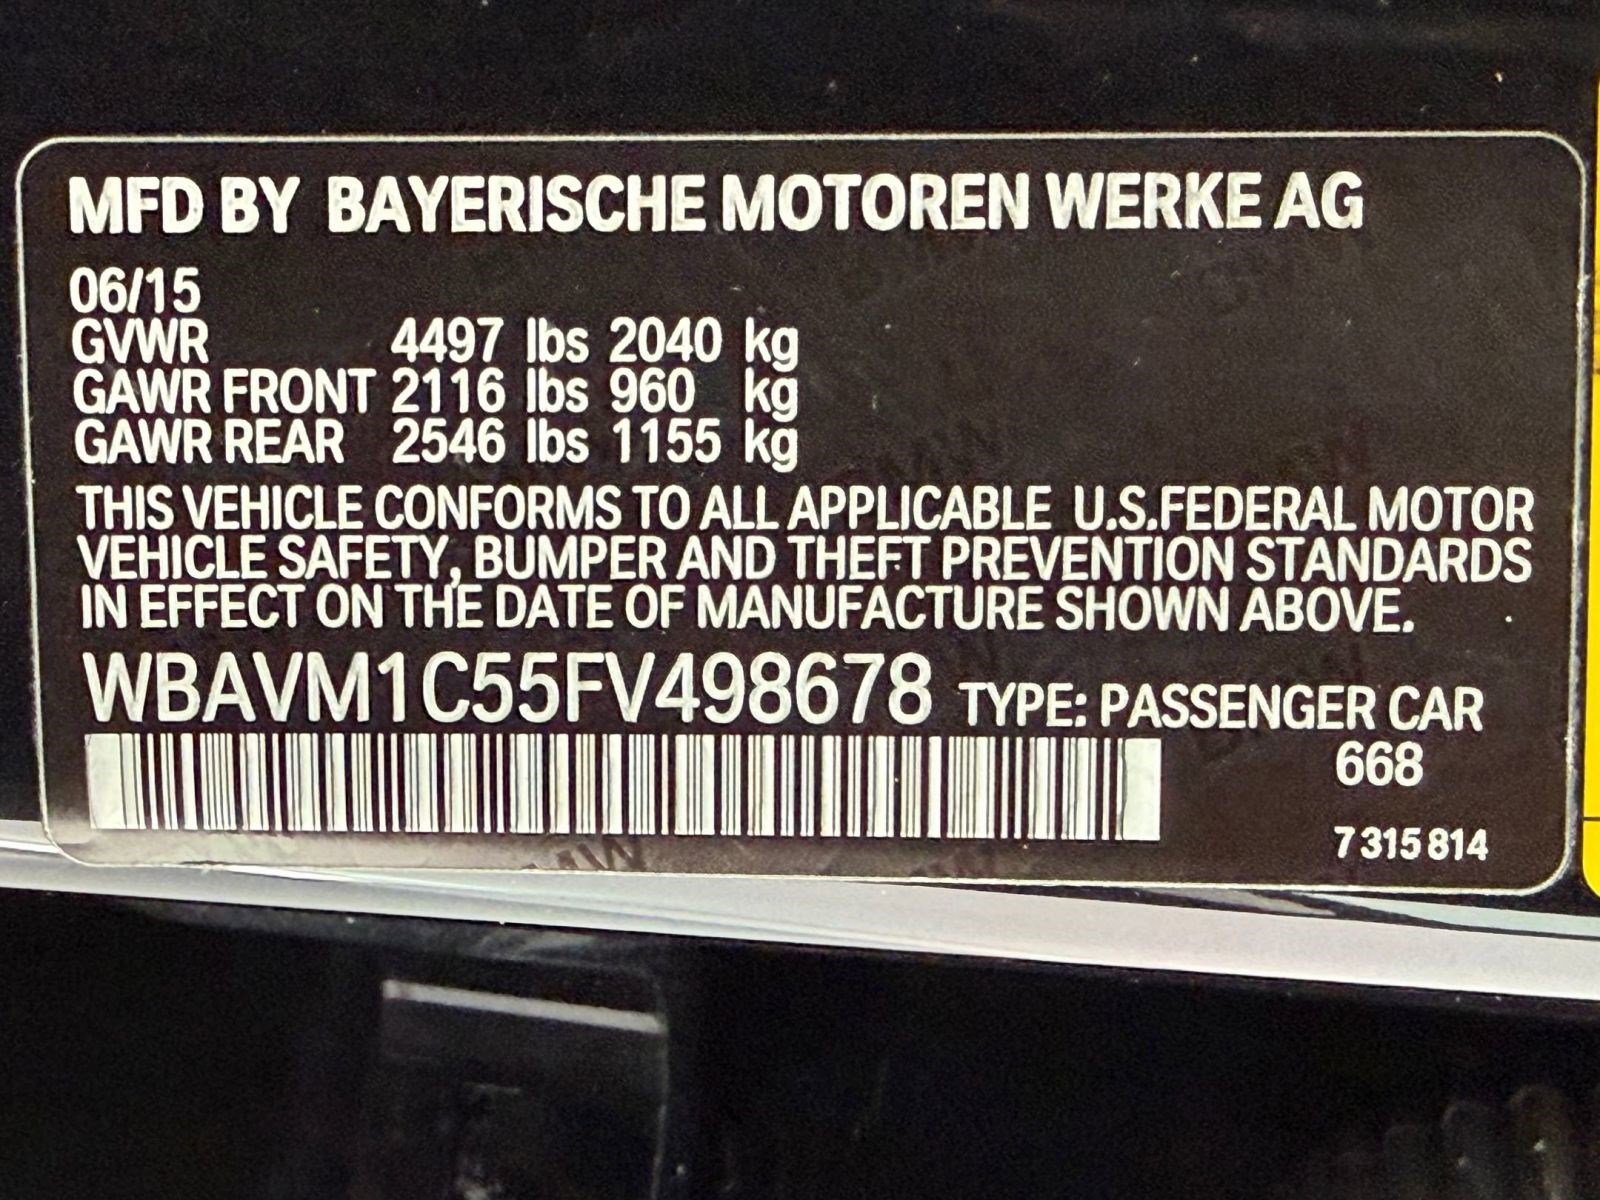 MFD BY BAYERISCHE MOTOREN WERKE AG
06/15
GVWR 4497 lbs 2040 kg
GAWR FRONT 2116 lbs 960 kg
GAWR REAR 2546 lbs 1155 kg
THIS VEHICLE CONFORMS TO ALL APPLICABLE U.S.FEDERAL MOTOR
VEHICLE SAFETY, BUMPER AND THEFT PREVENTION STANDARDS
IN EFFECT ON THE DATE OF MANUFACTURE SHOWN ABOVE.
WBAVM1C55FV498678 TYPE: PASSENGER CAR
668
7 315 814